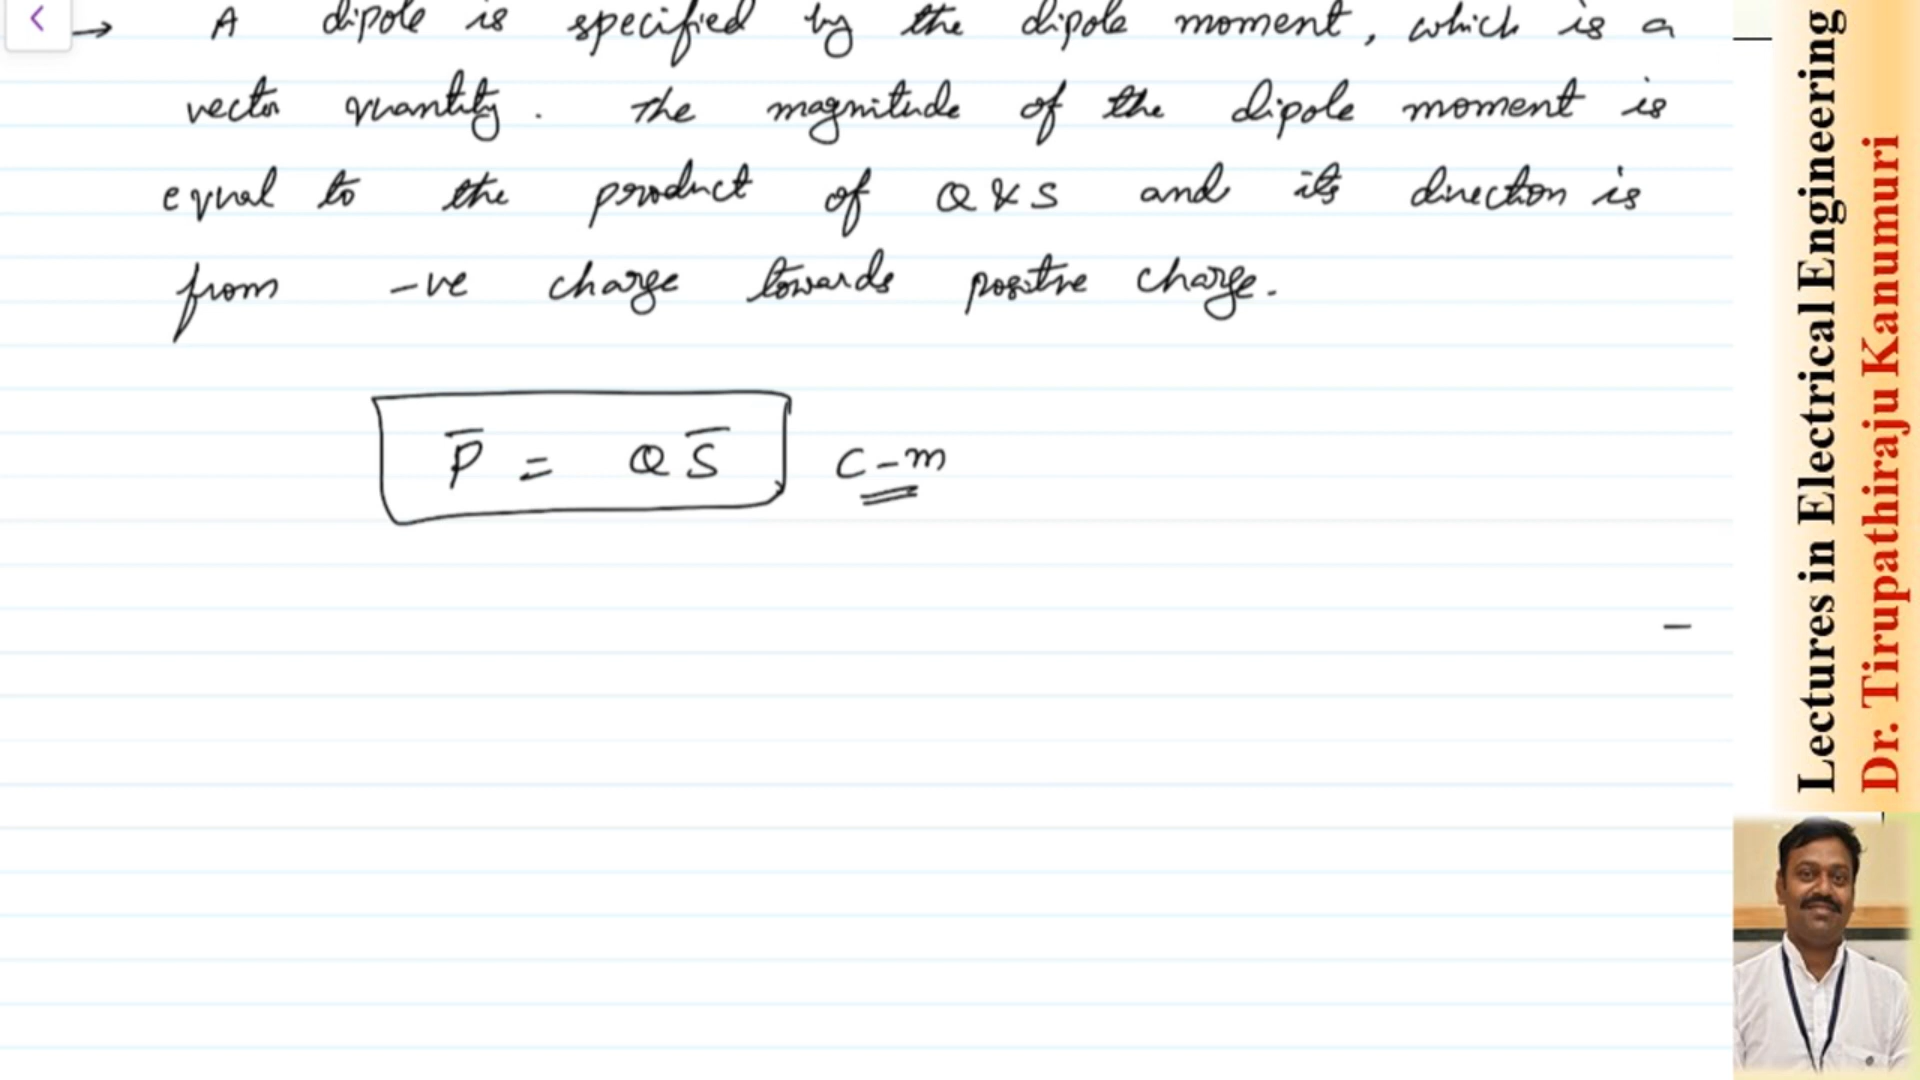 → A dipole is specified by the dipole moment, which is a
vector quantity. The magnitude of the dipole moment is
equal to the product of Q & S and its direction is
from -ve charge towards positive charge.
P̅ = Q S̅ C-m
Lectures in Electrical Engineering
Dr. Tirupathiraju Kanumuri